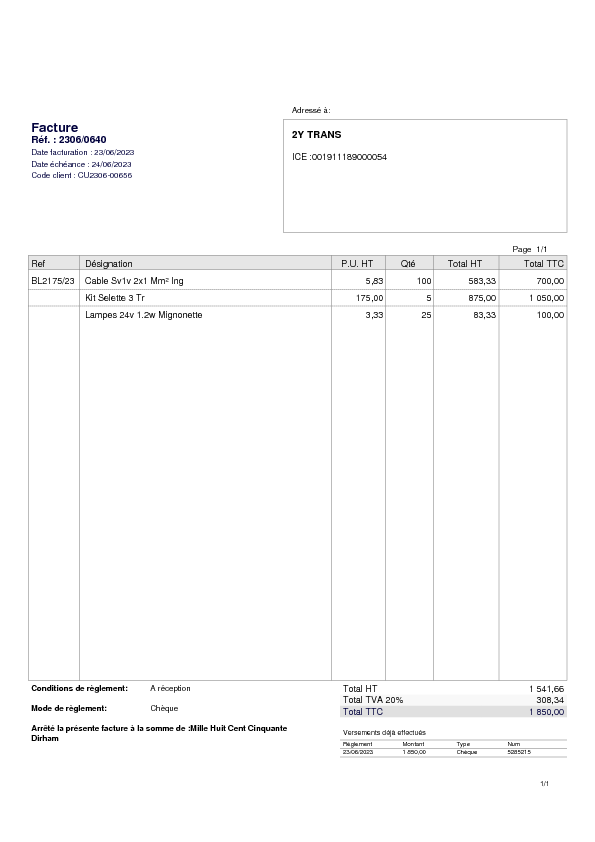 Adressé à:
Facture
Réf. : 2306/0640
Date facturation : 23/06/2023
Date échéance : 24/06/2023
Code client : CU2306-00656
2Y TRANS
ICE :001911189000054
Page 1/1
Ref Désignation P.U. HT Qté Total HT Total TTC
BL2175/23 Cable Sv1v 2x1 Mm² Ing 5,83 100 583,33 700,00
Kit Selette 3 Tr 175,00 5 875,00 1 050,00
Lampes 24v 1.2w Mignonette 3,33 25 83,33 100,00
Conditions de règlement: A réception
Mode de règlement: Chèque
Arrêté la présente facture à la somme de :Mille Huit Cent Cinquante
Dirham
Total HT 1 541,66
Total TVA 20% 308,34
Total TTC 1 850,00
Versements déjà effectués
Règlement Montant Type Num
23/06/2023 1 850,00 Chèque 5285215
1/1